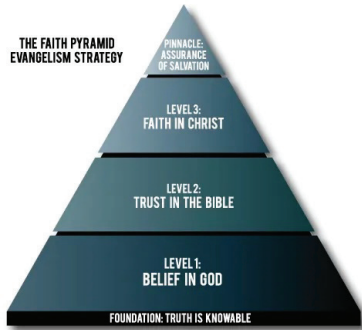 THE FAITH PYRAMID
EVANGELISM STRATEGY
PINNACLE:
ASSURANCE
OF SALVATION
LEVEL 3:
FAITH IN CHRIST
LEVEL 2:
TRUST IN THE BIBLE
LEVEL 1:
BELIEF IN GOD
FOUNDATION: TRUTH IS KNOWABLE